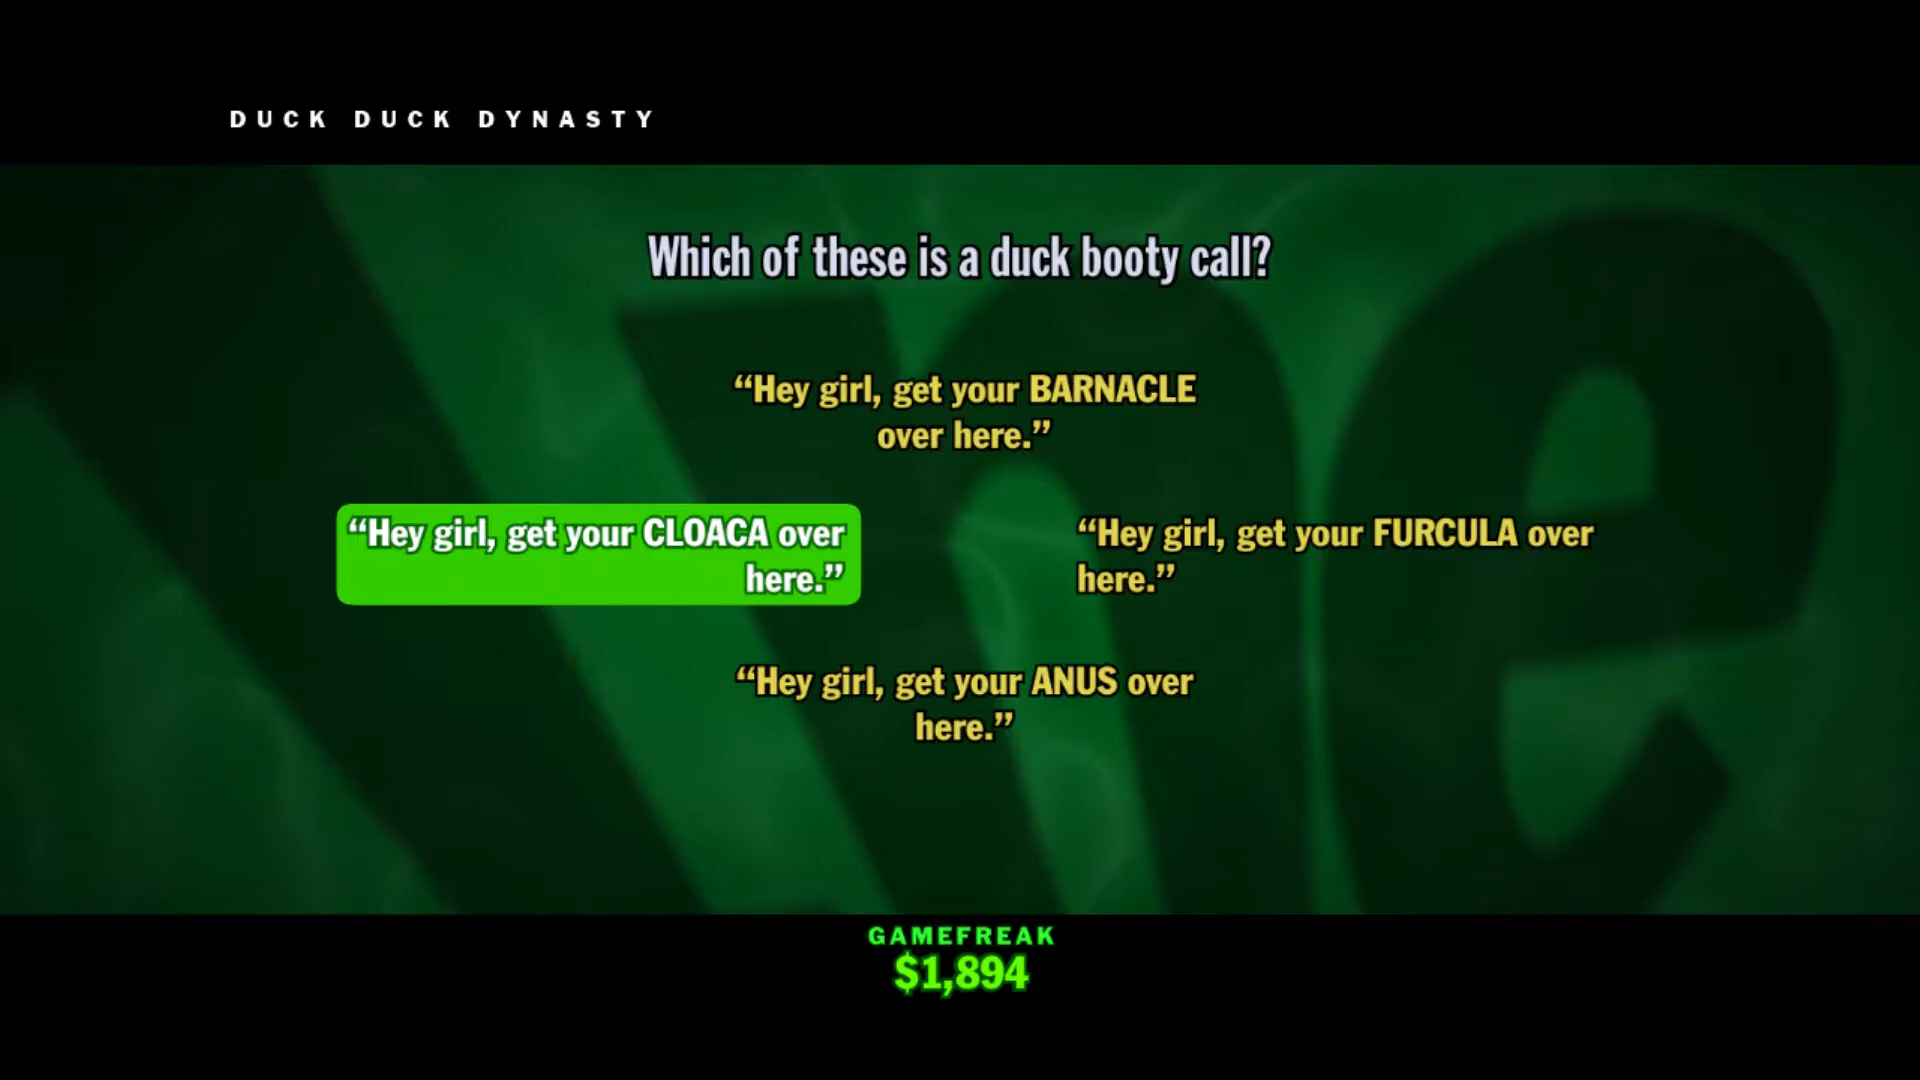 DUCK DUCK DYNASTY
Which of these is a duck booty call?
“Hey girl, get your BARNACLE
over here.”
“Hey girl, get your CLOACA over
here.”
“Hey girl, get your FURCULA over
here.”
“Hey girl, get your ANUS over
here.”
GAMEFREAK
$1,894